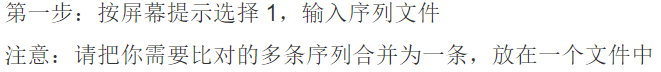 第一步：按屏幕提示选择 1，输入序列文件
注意：请把你需要比对的多条序列合并为一条，放在一个文件中